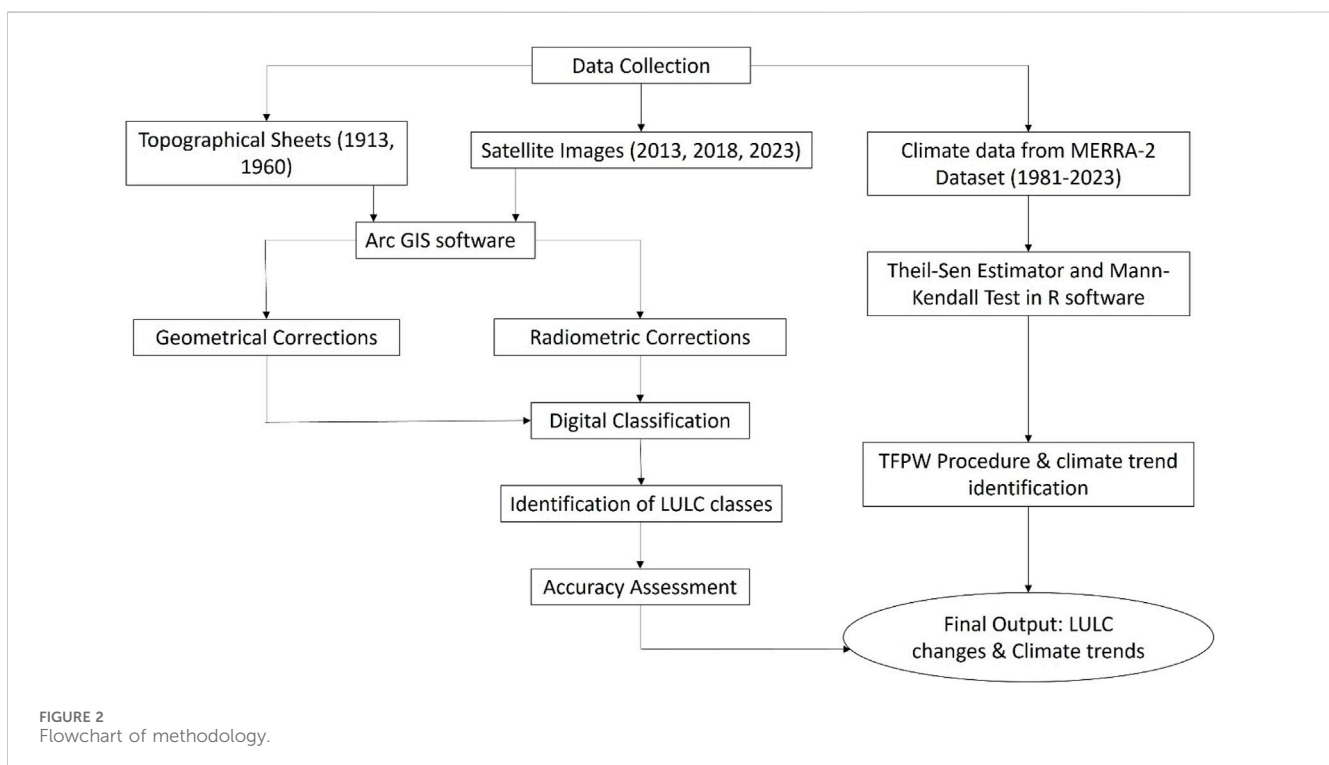 Data Collection
Topographical Sheets (1913,
1960)
Satellite Images (2013, 2018, 2023)
Climate data from MERRA-2
Dataset (1981-2023)
Arc GIS software
Theil-Sen Estimator and Mann-
Kendall Test in R software
Geometrical Corrections
Radiometric Corrections
Digital Classification
TFPW Procedure & climate trend
identification
Identification of LULC classes
Accuracy Assessment
Final Output: LULC
changes & Climate trends
FIGURE 2
Flowchart of methodology.